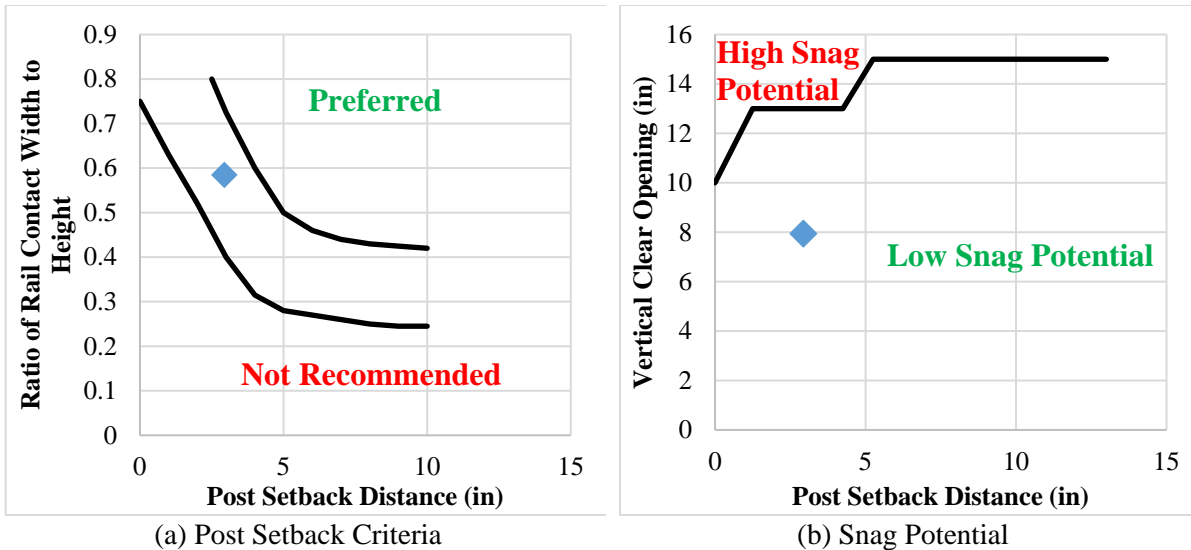 0.9
0.8
0.7
0.6
0.5
0.4
0.3
0.2
0.1
0
Ratio of Rail Contact Width to
Height
Preferred
Not Recommended
0 5 10 15
Post Setback Distance (in)
(a) Post Setback Criteria
16
14
12
10
8
6
4
2
0
Vertical Clear Opening (in)
High Snag
Potential
Low Snag Potential
0 5 10 15
Post Setback Distance (in)
(b) Snag Potential